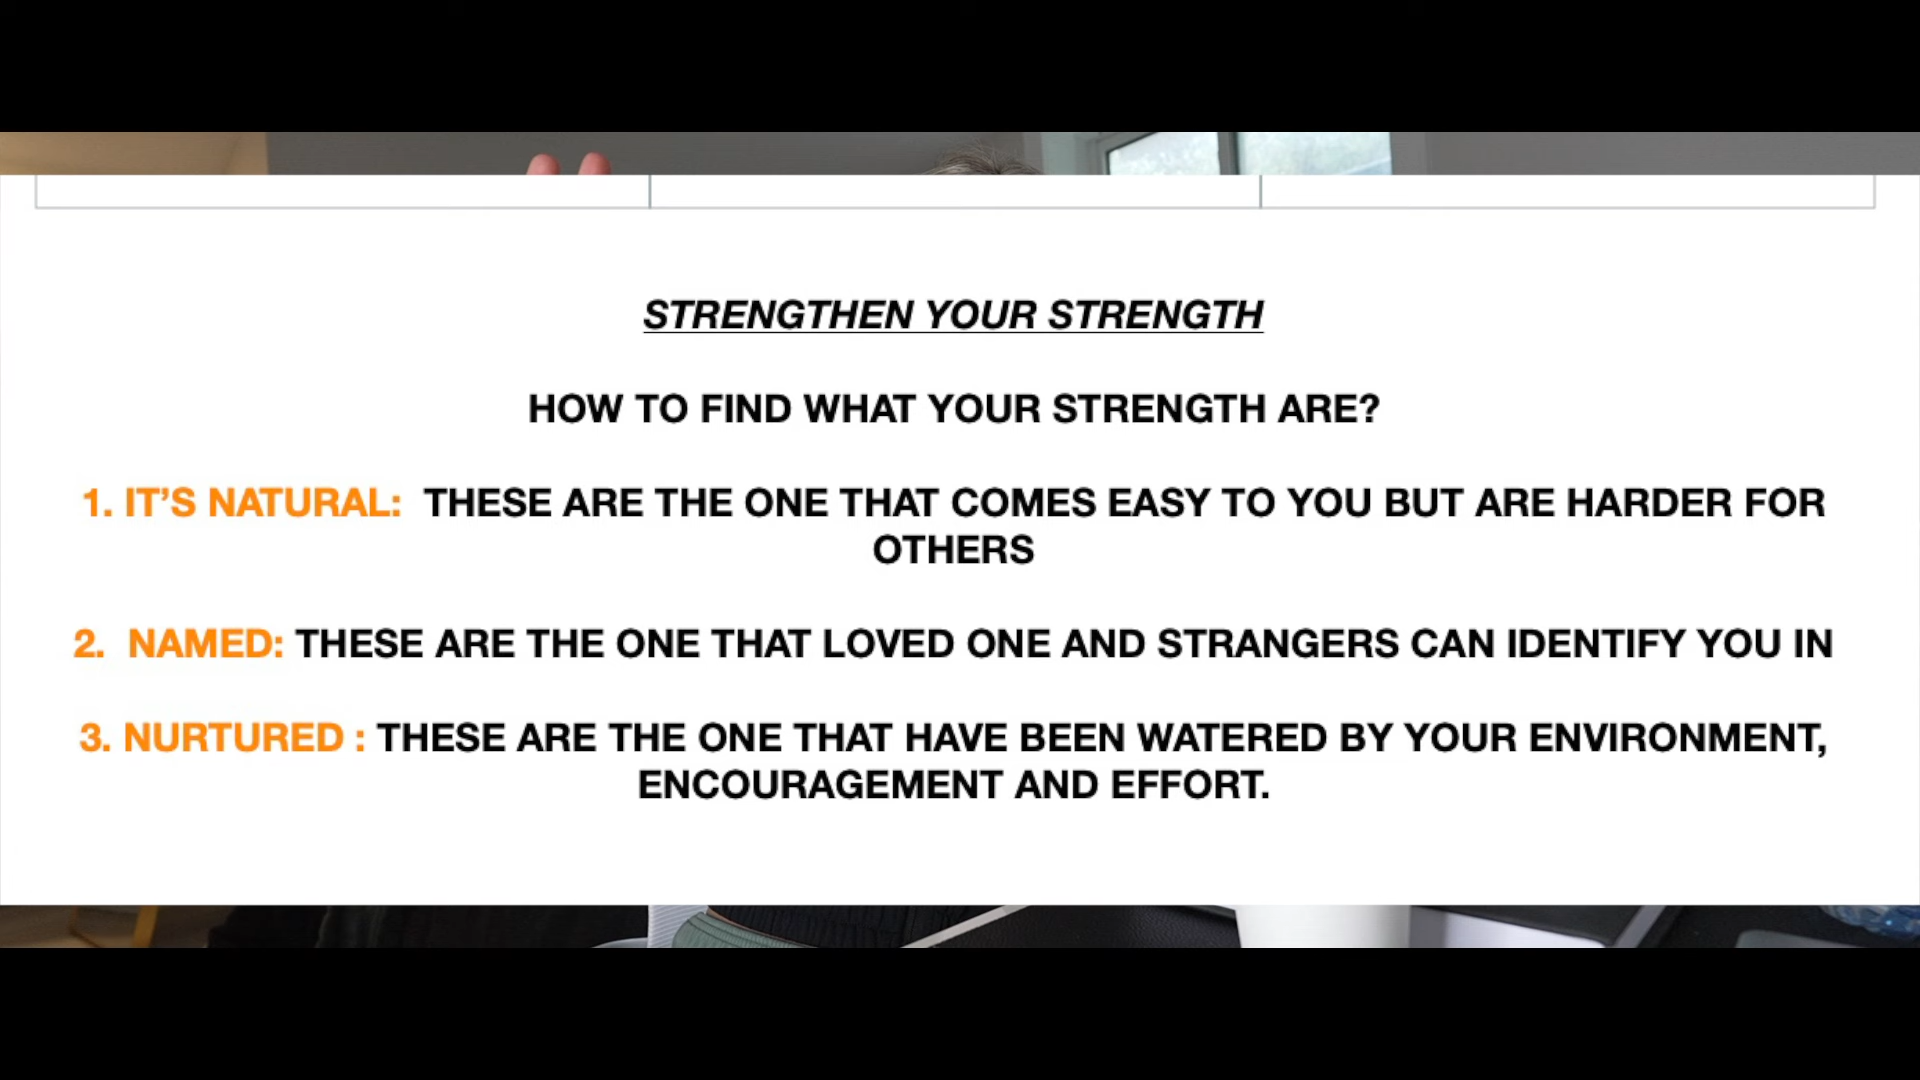 STRENGTHEN YOUR STRENGTH
HOW TO FIND WHAT YOUR STRENGTH ARE?
1. IT’S NATURAL: THESE ARE THE ONE THAT COMES EASY TO YOU BUT ARE HARDER FOR
OTHERS
2. NAMED: THESE ARE THE ONE THAT LOVED ONE AND STRANGERS CAN IDENTIFY YOU IN
3. NURTURED : THESE ARE THE ONE THAT HAVE BEEN WATERED BY YOUR ENVIRONMENT,
ENCOURAGEMENT AND EFFORT.